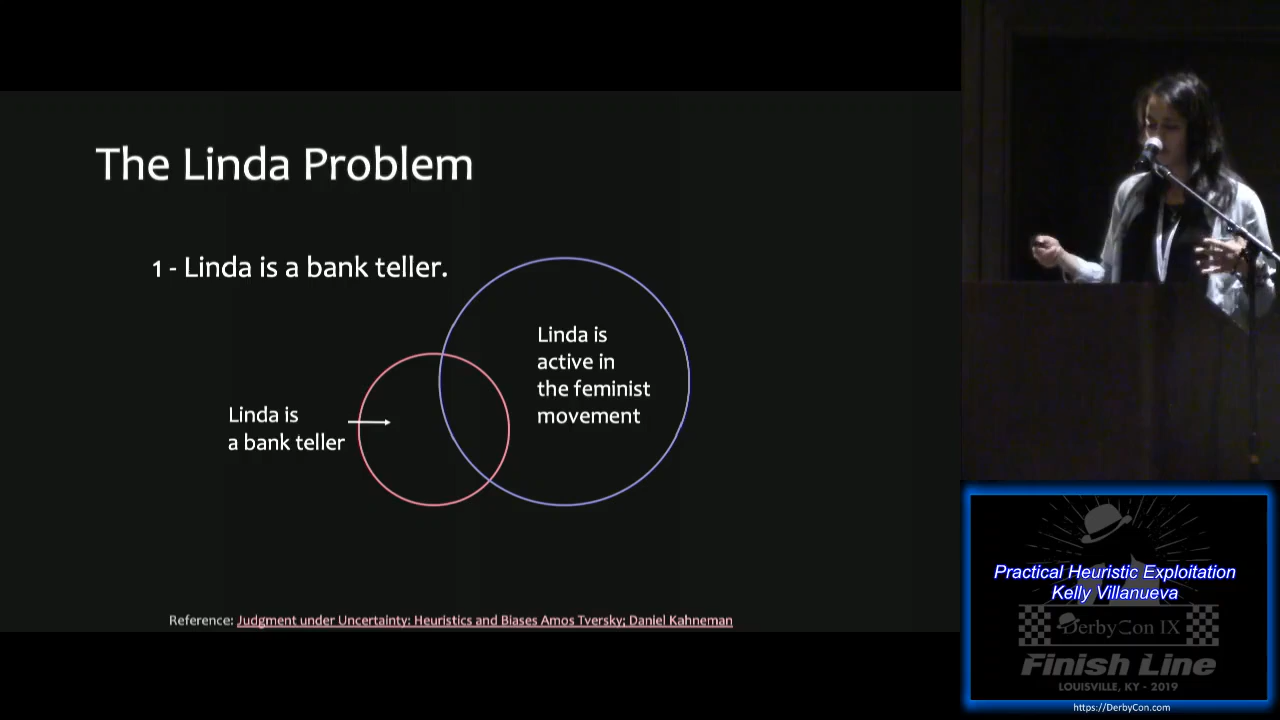 The Linda Problem
1 - Linda is a bank teller.
Linda is
active in
the feminist
movement
Linda is
a bank teller
Reference: Judgment under Uncertainty: Heuristics and Biases Amos Tversky; Daniel Kahneman
Practical Heuristic Exploitation
Kelly Villanueva
DerbyCon IX
Finish Line
LOUISVILLE, KY - 2019
https://DerbyCon.com